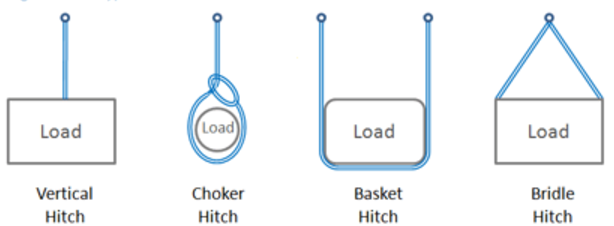 Load
Load
Load
Load
Vertical
Hitch
Choker
Hitch
Basket
Hitch
Bridle
Hitch